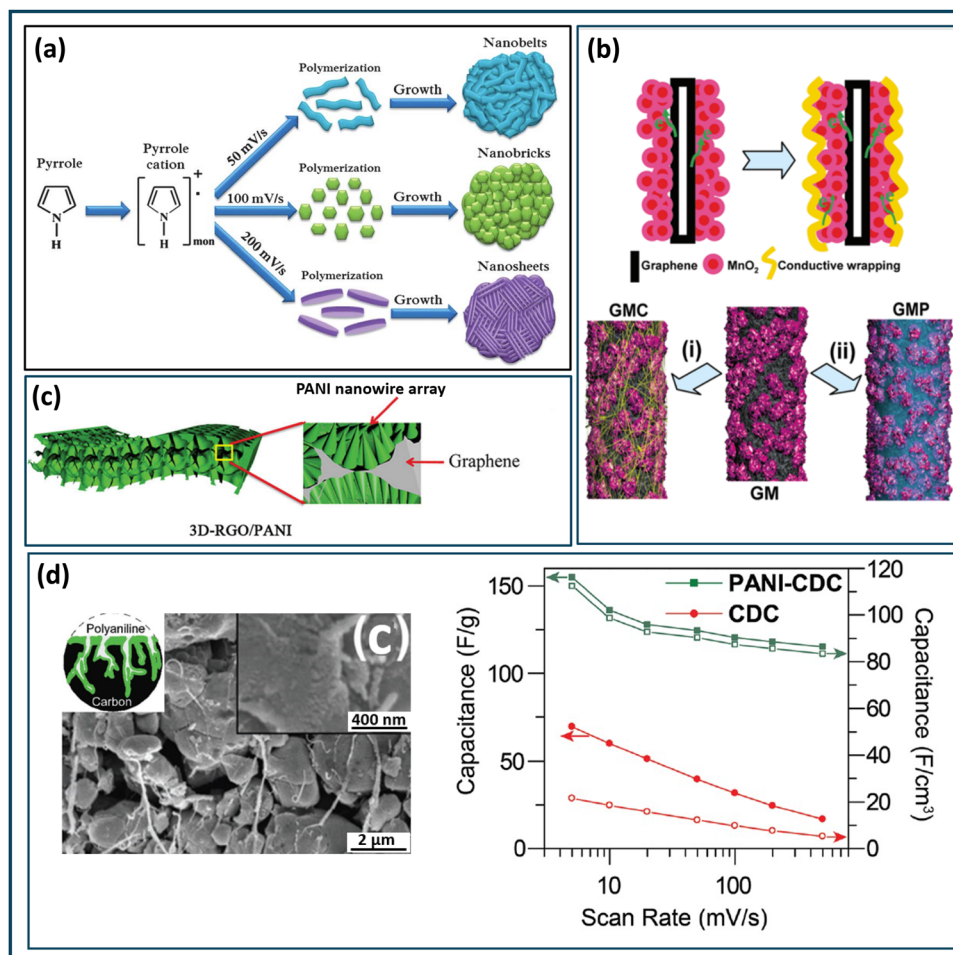 (a)
Pyrrole
N
H
Pyrrole
cation
N
H
+
·
mon
50 mV/s
100 mV/s
200 mV/s
Polymerization
Growth
Nanobelts
Polymerization
Growth
Nanobricks
Polymerization
Growth
Nanosheets
(b)
e
e
e
e
e
e
Graphene MnO2 Conductive wrapping
GMC
GMP
(i)
(ii)
GM
(c)
PANI nanowire array
Graphene
3D-RGO/PANI
(d)
Polyaniline
Carbon
(c)
400 nm
2 µm
Capacitance (F/g)
150
100
50
0
PANI-CDC
CDC
120
100
80
60
40
20
0
Capacitance (F/cm3)
10
100
Scan Rate (mV/s)